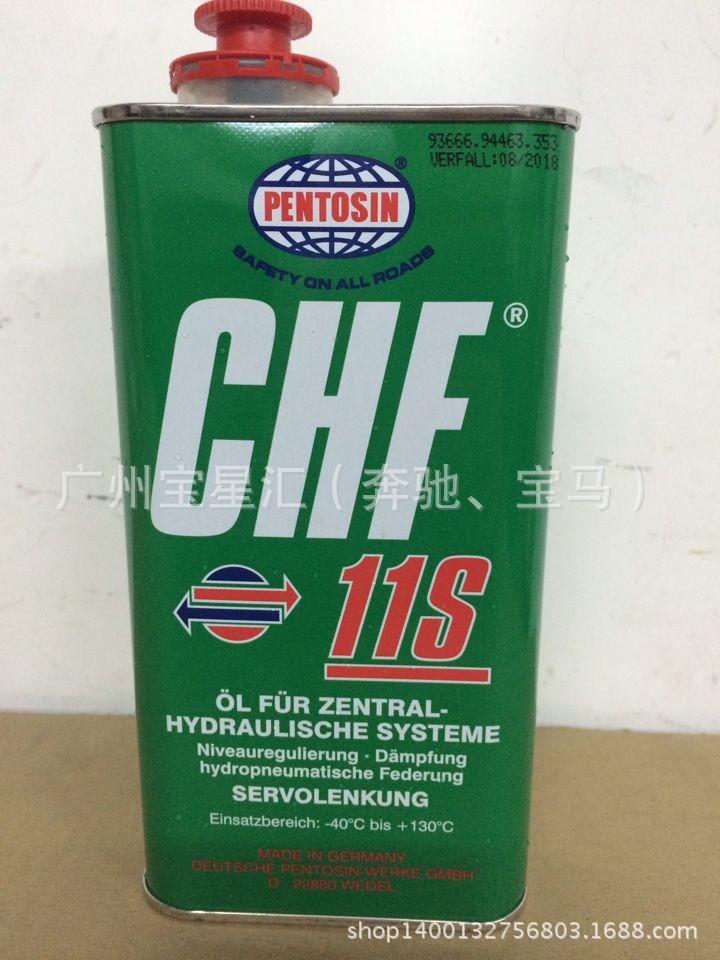 93666.94463.353
VERFALL:08/2018
PENTOSIN®
SAFETY ON ALL ROADS
CHF®
广州宝星汇（奔驰、宝马）
11S
ÖL FÜR ZENTRAL-
HYDRAULISCHE SYSTEME
Niveauregulierung · Dämpfung
hydropneumatische Federung
SERVOLENKUNG
Einsatzbereich: -40°C bis +130°C
MADE IN GERMANY
DEUTSCHE PENTOSIN-WERKE GMBH
D - 22880 WEDEL
shop1400132756803.1688.com